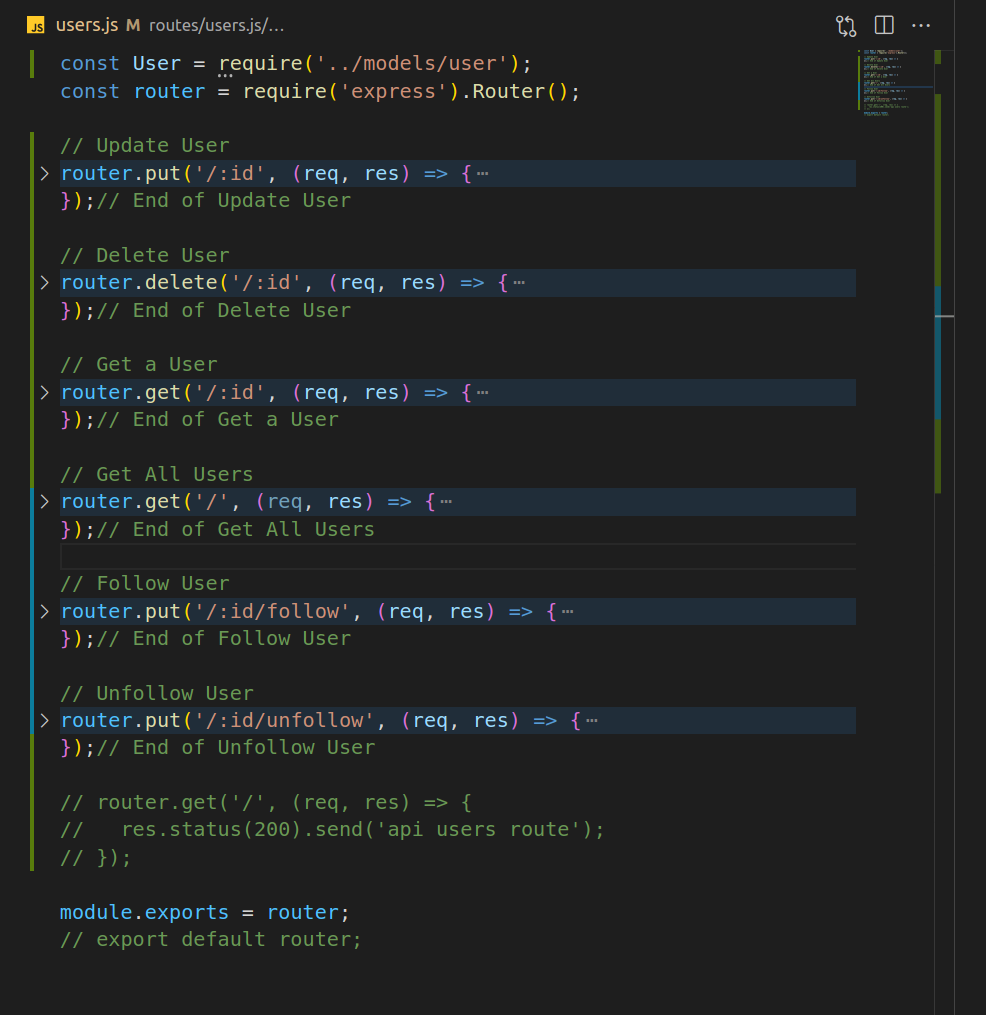 JS users.js M routes/users.js/...
const User = require('../models/user');
const router = require('express').Router();
// Update User
router.put('/:id', (req, res) => {⋯
});// End of Update User
// Delete User
router.delete('/:id', (req, res) => {⋯
});// End of Delete User
// Get a User
router.get('/:id', (req, res) => {⋯
});// End of Get a User
// Get All Users
router.get('/', (req, res) => {⋯
});// End of Get All Users
// Follow User
router.put('/:id/follow', (req, res) => {⋯
});// End of Follow User
// Unfollow User
router.put('/:id/unfollow', (req, res) => {⋯
});// End of Unfollow User
// router.get('/', (req, res) => {
//   res.status(200).send('api users route');
// });
module.exports = router;
// export default router;